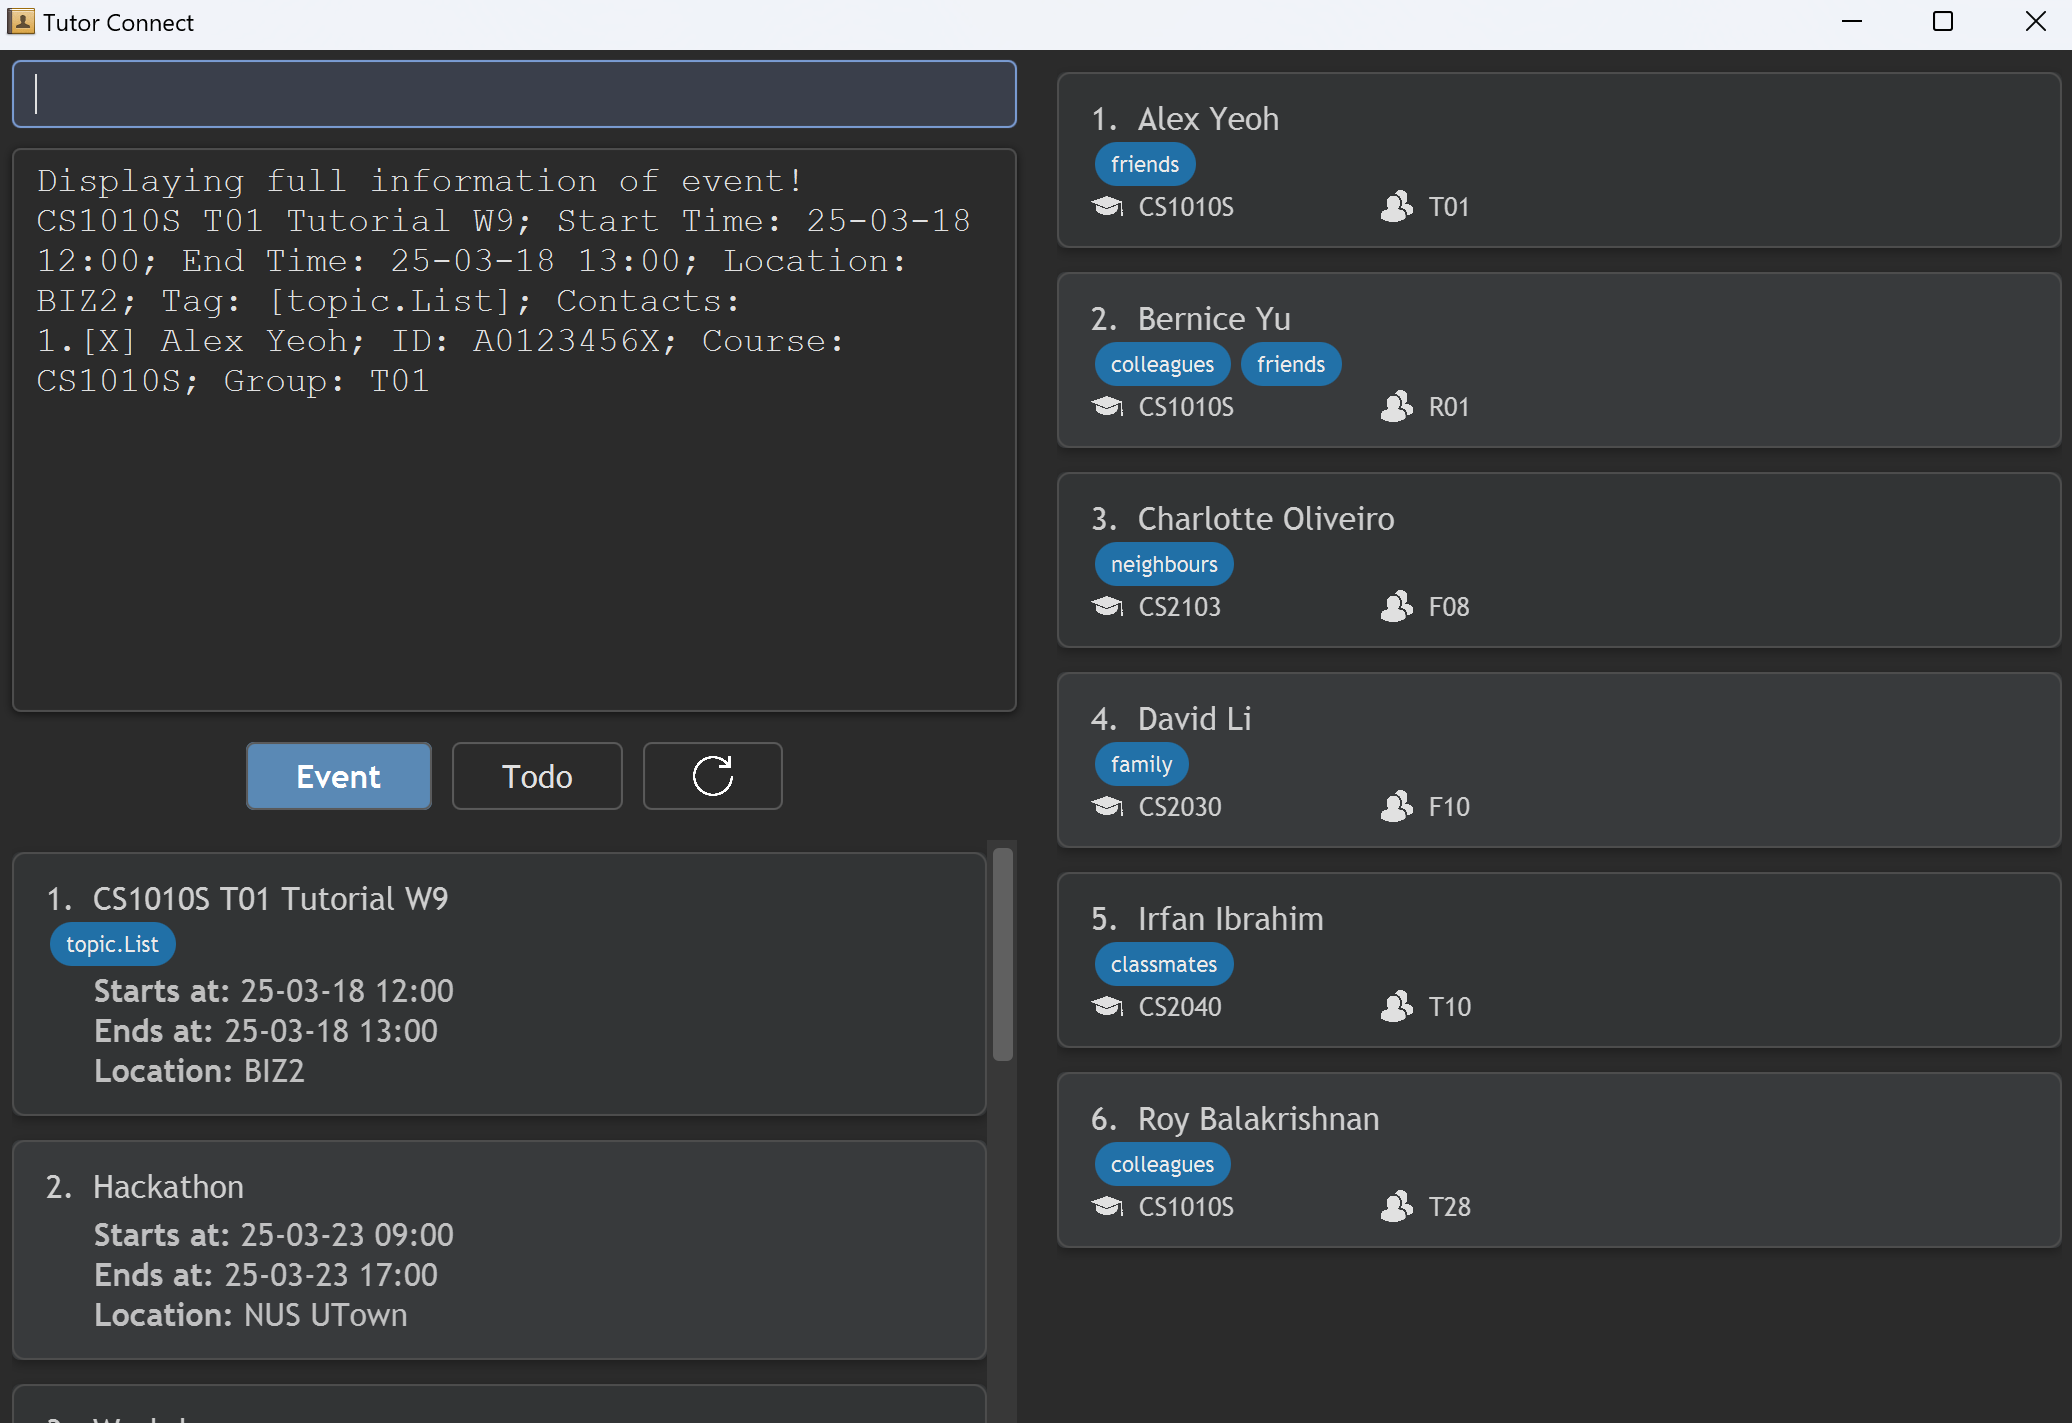 Tutor Connect
Displaying full information of event!
CS1010S T01 Tutorial W9; Start Time: 25-03-18
12:00; End Time: 25-03-18 13:00; Location:
BIZ2; Tag: [topic.List]; Contacts:
1.[X] Alex Yeoh; ID: A0123456X; Course:
CS1010S; Group: T01
Event
Todo
1. CS1010S T01 Tutorial W9
topic.List
Starts at: 25-03-18 12:00
Ends at: 25-03-18 13:00
Location: BIZ2
2. Hackathon
Starts at: 25-03-23 09:00
Ends at: 25-03-23 17:00
Location: NUS UTown
1. Alex Yeoh
friends
CS1010S T01
2. Bernice Yu
colleagues friends
CS1010S R01
3. Charlotte Oliveiro
neighbours
CS2103 F08
4. David Li
family
CS2030 F10
5. Irfan Ibrahim
classmates
CS2040 T10
6. Roy Balakrishnan
colleagues
CS1010S T28